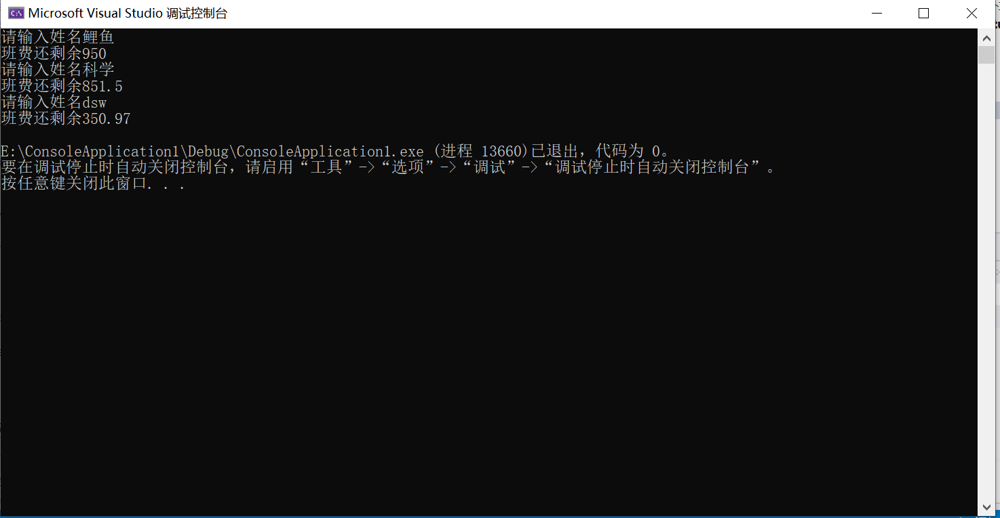 Microsoft Visual Studio 调试控制台
请输入姓名鲤鱼
班费还剩余950
请输入姓名科学
班费还剩余851.5
请输入姓名dsw
班费还剩余350.97
E:\ConsoleApplication1\Debug\ConsoleApplication1.exe (进程 13660)已退出，代码为 0。
要在调试停止时自动关闭控制台，请启用“工具”->“选项”->“调试”->“调试停止时自动关闭控制台”。
按任意键关闭此窗口. . .